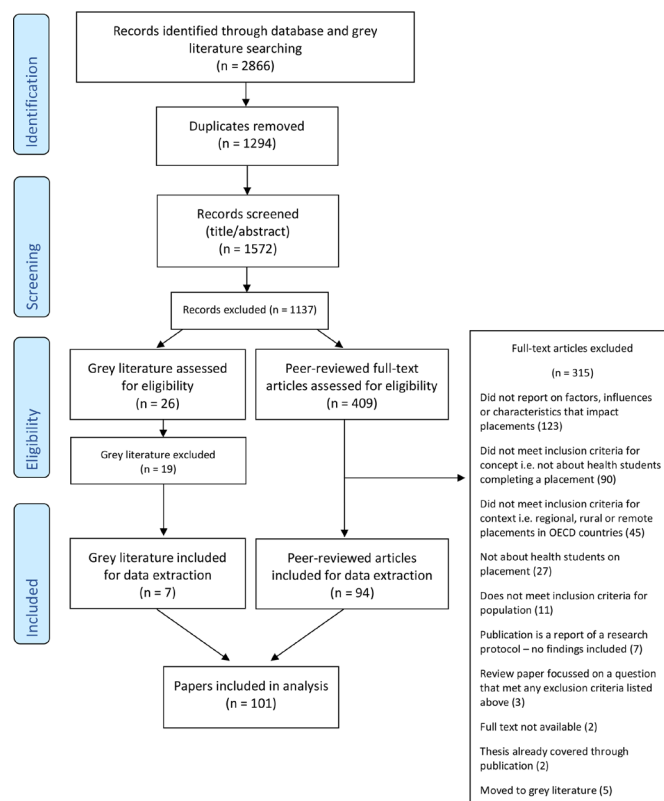 Identification
Records identified through database and grey
literature searching
(n = 2866)
Duplicates removed
(n = 1294)
Screening
Records screened
(title/abstract)
(n = 1572)
Records excluded (n = 1137)
Eligibility
Grey literature assessed
for eligibility
(n = 26)
Peer-reviewed full-text
articles assessed for eligibility
(n = 409)
Grey literature excluded
(n = 19)
Full-text articles excluded
(n = 315)
Did not report on factors, influences
or characteristics that impact
placements (123)
Did not meet inclusion criteria for
concept i.e. not about health students
completing a placement (90)
Did not meet inclusion criteria for
context i.e. regional, rural or remote
placements in OECD countries (45)
Not about health students on
placement (27)
Does not meet inclusion criteria for
population (11)
Publication is a report of a research
protocol – no findings included (7)
Review paper focussed on a question
that met any exclusion criteria listed
above (3)
Full text not available (2)
Thesis already covered through
publication (2)
Moved to grey literature (5)
Included
Grey literature included
for data extraction
(n = 7)
Peer-reviewed articles
included for data extraction
(n = 94)
Papers included in analysis
(n = 101)